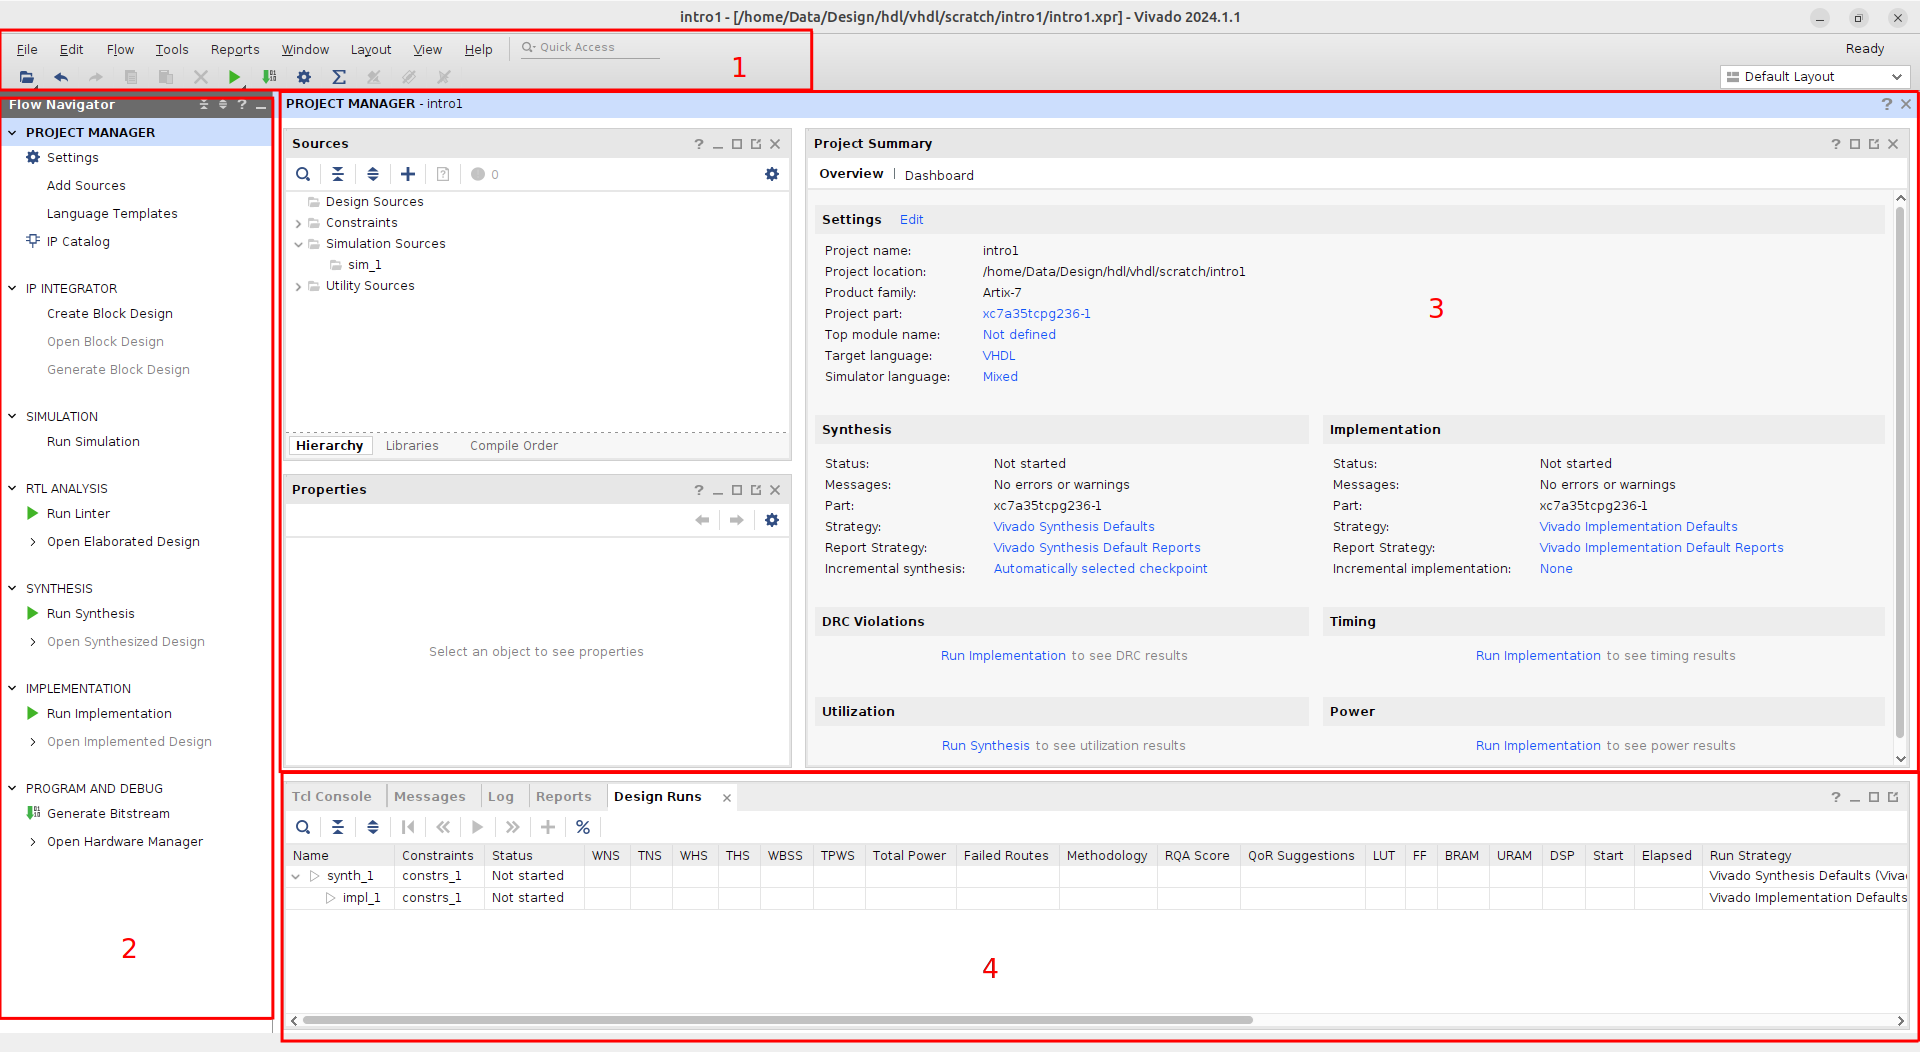 intro1 - [/home/Data/Design/hdl/vhdl/scratch/intro1/intro1.xpr] - Vivado 2024.1.1
File Edit Flow Tools Reports Window Layout View Help Quick Access
Ready
1
Default Layout
Flow Navigator
PROJECT MANAGER
Settings
Add Sources
Language Templates
IP Catalog
IP INTEGRATOR
Create Block Design
Open Block Design
Generate Block Design
SIMULATION
Run Simulation
RTL ANALYSIS
Run Linter
Open Elaborated Design
SYNTHESIS
Run Synthesis
Open Synthesized Design
IMPLEMENTATION
Run Implementation
Open Implemented Design
PROGRAM AND DEBUG
Generate Bitstream
Open Hardware Manager
2
PROJECT MANAGER - intro1
Sources
0
Design Sources
Constraints
Simulation Sources
sim_1
Utility Sources
Hierarchy Libraries Compile Order
Properties
Select an object to see properties
Project Summary
Overview | Dashboard
Settings Edit
Project name: intro1
Project location: /home/Data/Design/hdl/vhdl/scratch/intro1
Product family: Artix-7
Project part: xc7a35tcpg236-1
Top module name: Not defined
Target language: VHDL
Simulator language: Mixed
3
Synthesis
Status: Not started
Messages: No errors or warnings
Part: xc7a35tcpg236-1
Strategy: Vivado Synthesis Defaults
Report Strategy: Vivado Synthesis Default Reports
Incremental synthesis: Automatically selected checkpoint
Implementation
Status: Not started
Messages: No errors or warnings
Part: xc7a35tcpg236-1
Strategy: Vivado Implementation Defaults
Report Strategy: Vivado Implementation Default Reports
Incremental implementation: None
DRC Violations
Run Implementation to see DRC results
Timing
Run Implementation to see timing results
Utilization
Run Synthesis to see utilization results
Power
Run Implementation to see power results
Tcl Console Messages Log Reports Design Runs
Name Constraints Status WNS TNS WHS THS WBSS TPWS Total Power Failed Routes Methodology RQA Score QoR Suggestions LUT FF BRAM URAM DSP Start Elapsed Run Strategy
synth_1 constrs_1 Not started Vivado Synthesis Defaults (Viva
impl_1 constrs_1 Not started Vivado Implementation Defaults
4